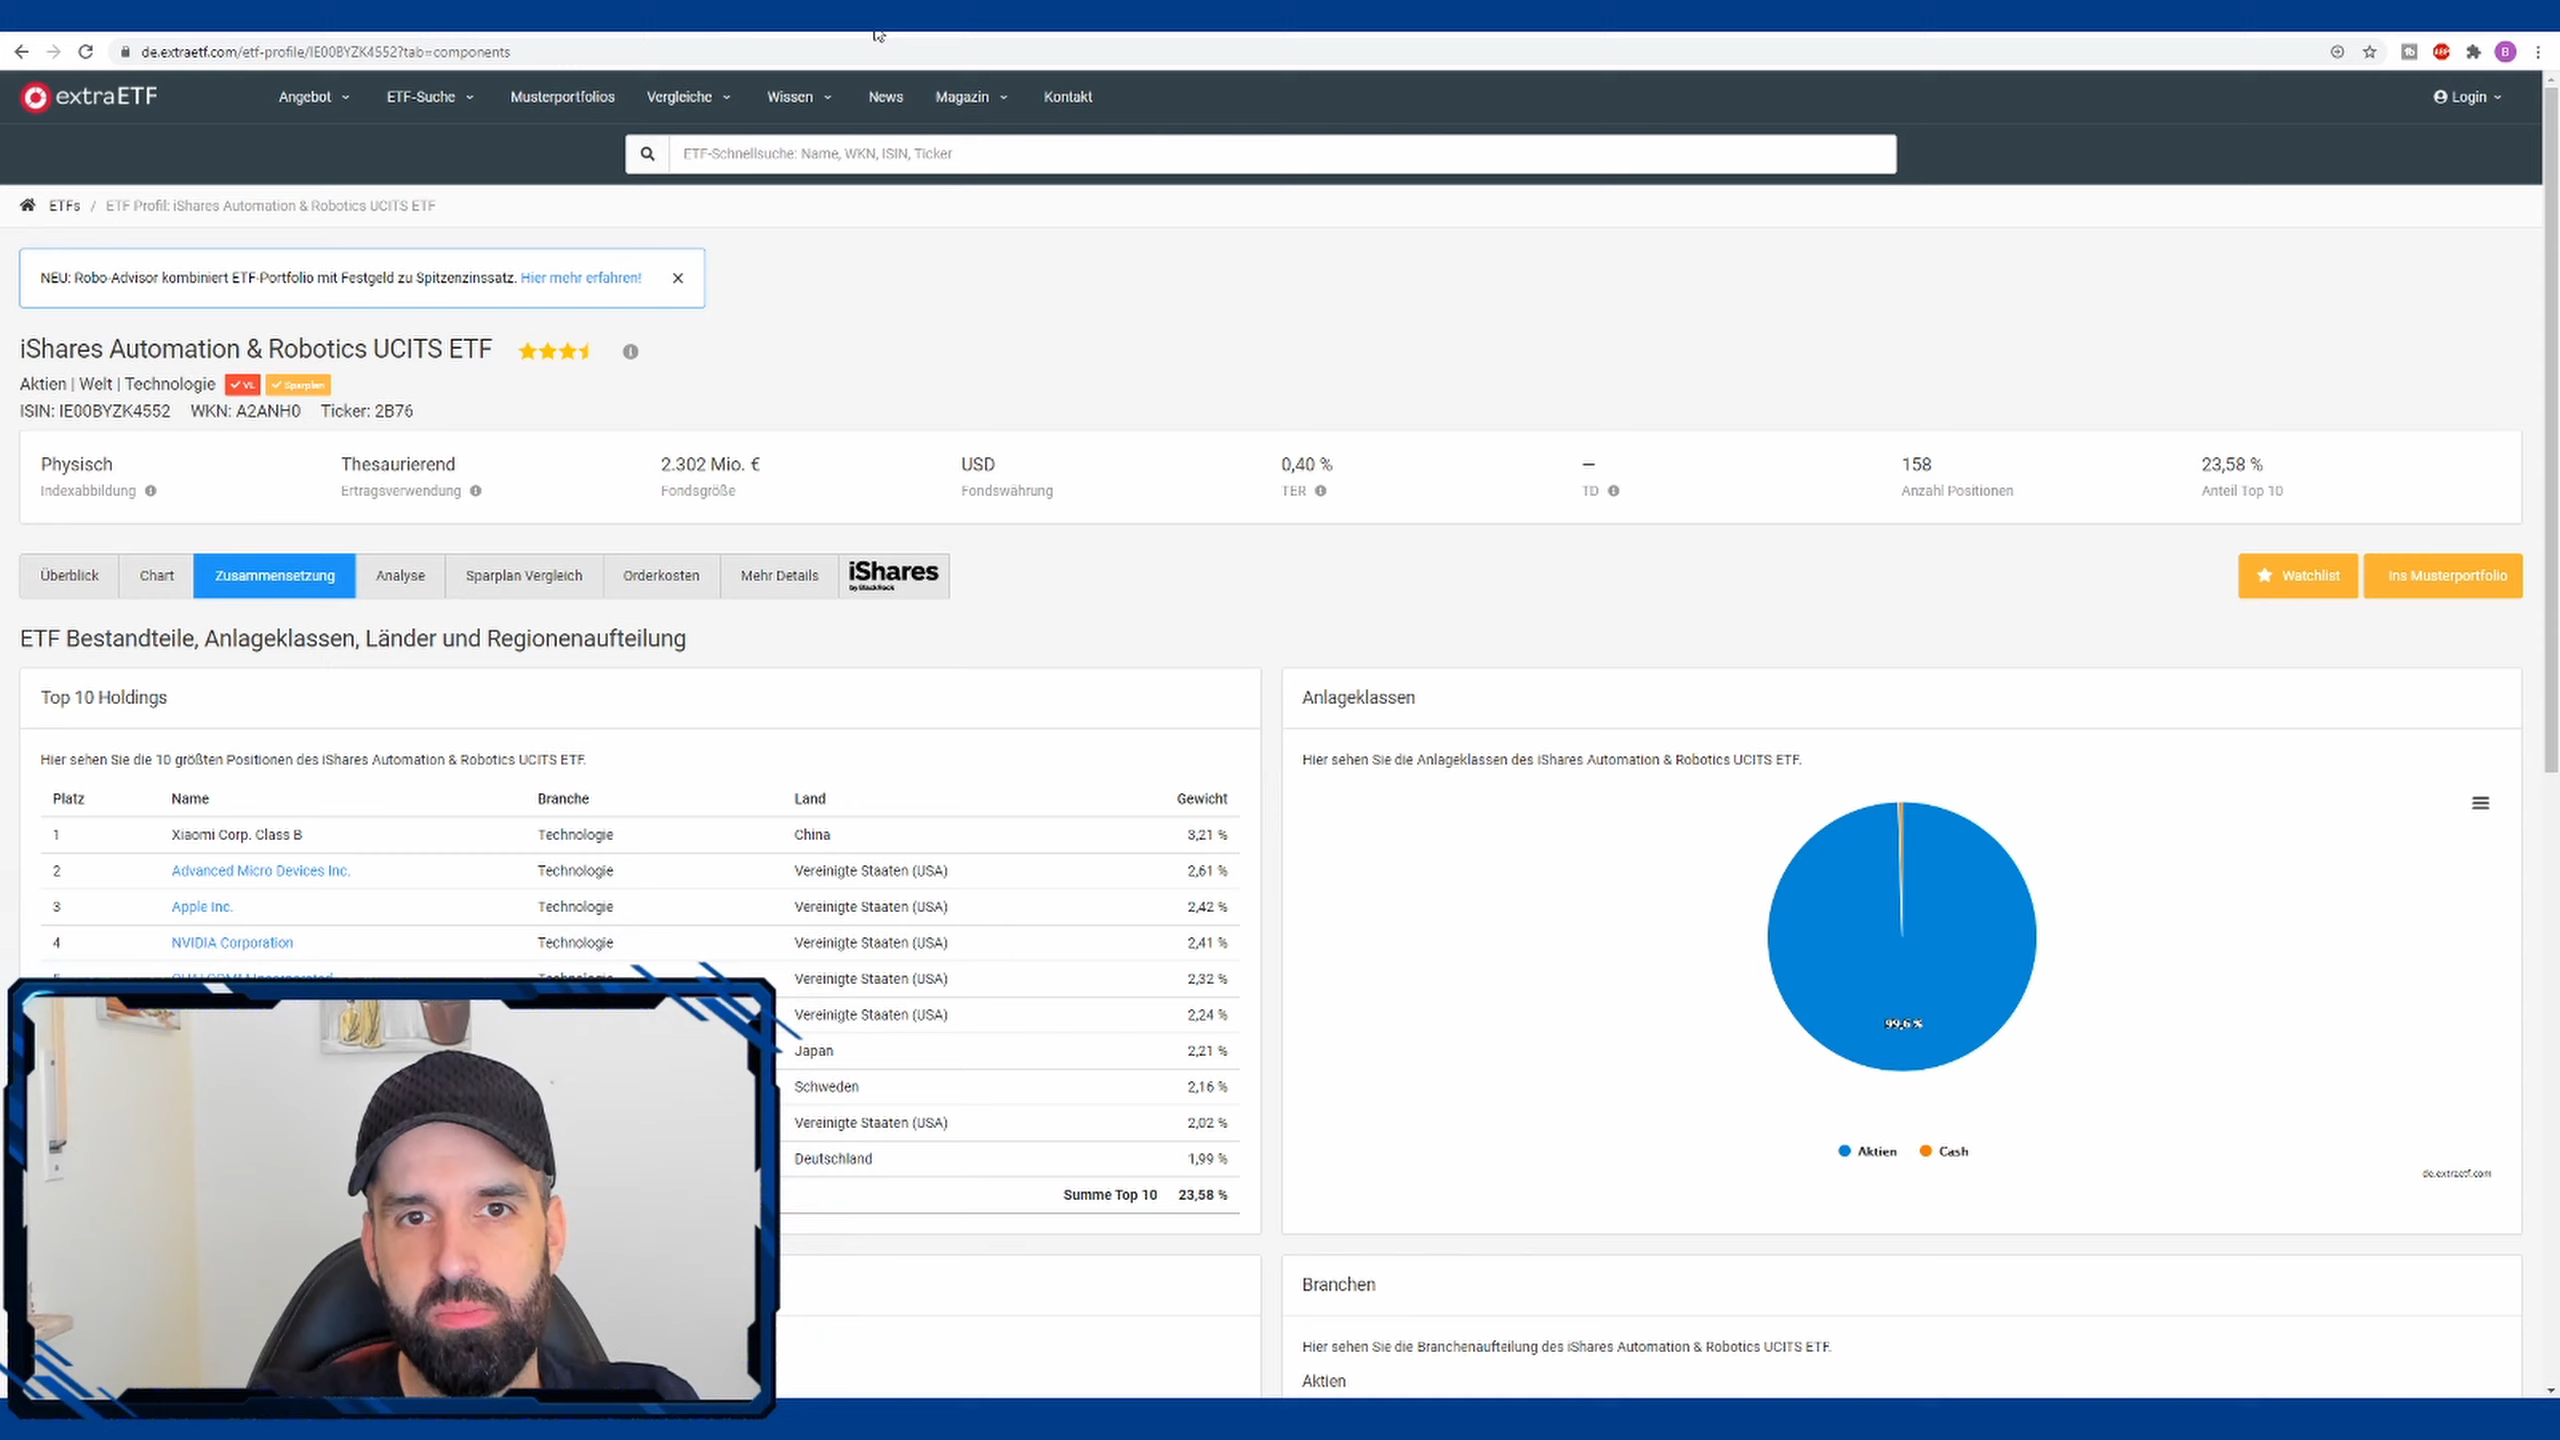 de.extraetf.com/etf-profile/IE00BYZK4552?tab=components
B
extraETF
Angebot
ETF-Suche
Musterportfolios
Vergleiche
Wissen
News
Magazin
Kontakt
Login
ETF-Schnellsuche: Name, WKN, ISIN, Ticker
ETFs / ETF Profil: iShares Automation & Robotics UCITS ETF
NEU: Robo-Advisor kombiniert ETF-Portfolio mit Festgeld zu Spitzenzinssatz. Hier mehr erfahren!
iShares Automation & Robotics UCITS ETF
Aktien | Welt | Technologie VL Sparplan
ISIN: IE00BYZK4552 WKN: A2ANH0 Ticker: 2B76
Physisch
Indexabbildung
Thesaurierend
Ertragsverwendung
2.302 Mio. €
Fondsgröße
USD
Fondswährung
0,40 %
TER
—
TD
158
Anzahl Positionen
23,58 %
Anteil Top 10
Überblick
Chart
Zusammensetzung
Analyse
Sparplan Vergleich
Orderkosten
Mehr Details
iShares
by BlackRock
Watchlist
Ins Musterportfolio
ETF Bestandteile, Anlageklassen, Länder und Regionenaufteilung
Top 10 Holdings
Hier sehen Sie die 10 größten Positionen des iShares Automation & Robotics UCITS ETF.
Platz Name Branche Land Gewicht
1 Xiaomi Corp. Class B Technologie China 3,21 %
2 Advanced Micro Devices Inc. Technologie Vereinigte Staaten (USA) 2,61 %
3 Apple Inc. Technologie Vereinigte Staaten (USA) 2,42 %
4 NVIDIA Corporation Technologie Vereinigte Staaten (USA) 2,41 %
Vereinigte Staaten (USA) 2,32 %
Vereinigte Staaten (USA) 2,24 %
Japan 2,21 %
Schweden 2,16 %
Vereinigte Staaten (USA) 2,02 %
Deutschland 1,99 %
Summe Top 10 23,58 %
Anlageklassen
Hier sehen Sie die Anlageklassen des iShares Automation & Robotics UCITS ETF.
99,6 %
Aktien Cash
de.extraetf.com
Branchen
Hier sehen Sie die Branchenaufteilung des iShares Automation & Robotics UCITS ETF.
Aktien